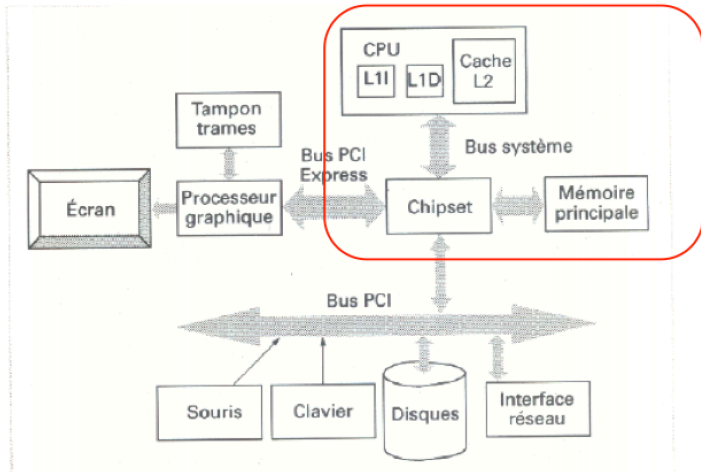 CPU
L1I
L1D
Cache
L2
Tampon
trames
Bus PCI
Express
Bus système
Écran
Processeur
graphique
Chipset
Mémoire
principale
Bus PCI
Souris
Clavier
Disques
Interface
réseau